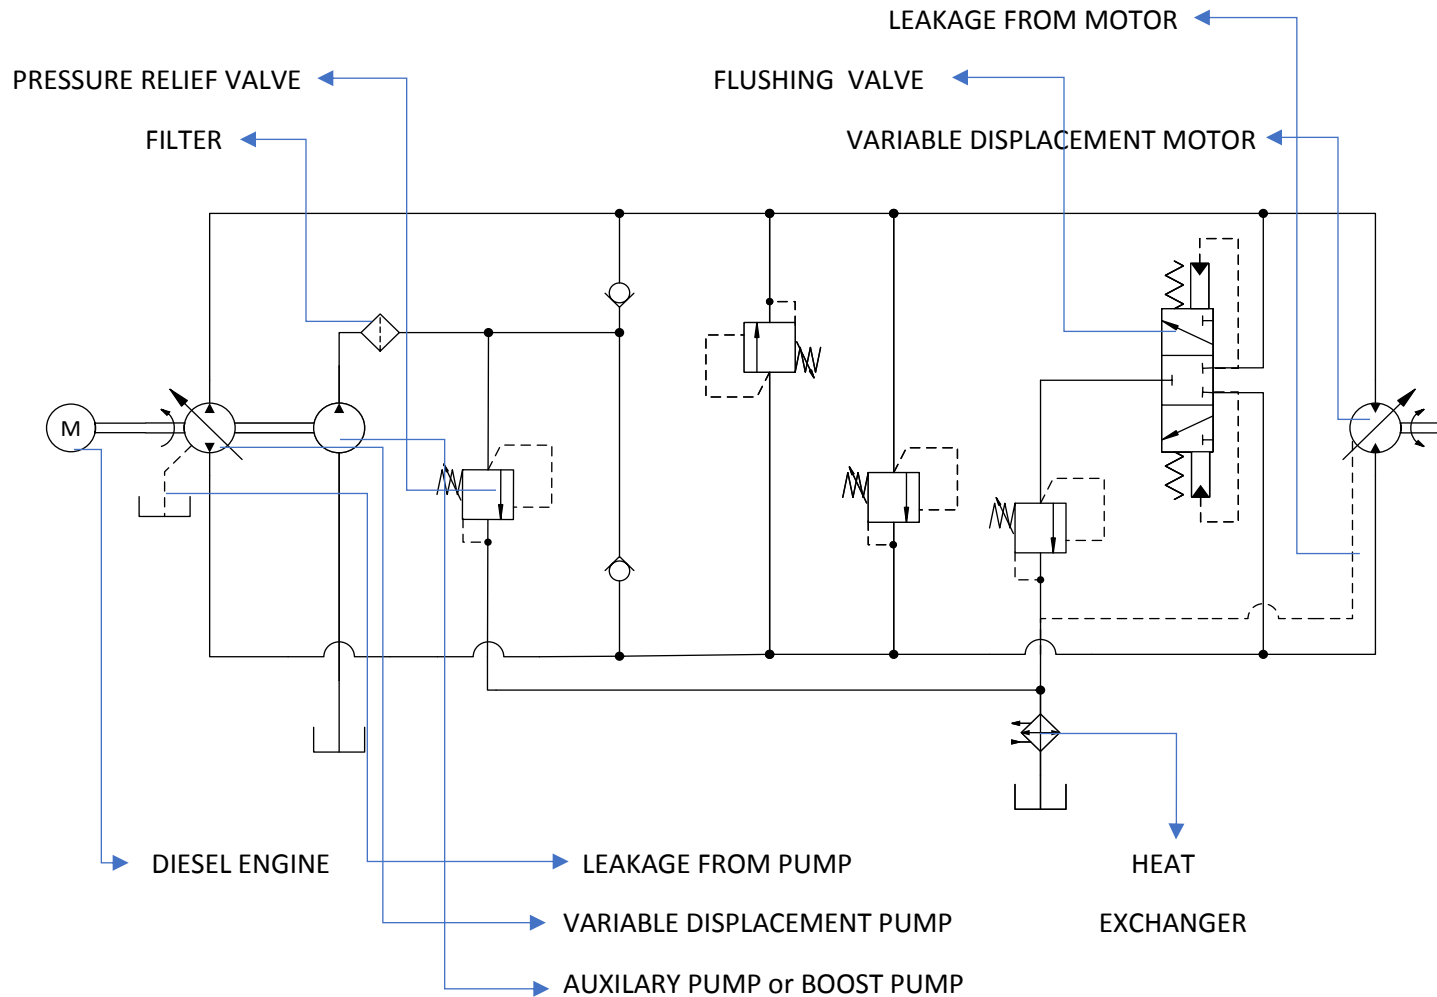 LEAKAGE FROM MOTOR
PRESSURE RELIEF VALVE
FLUSHING VALVE
FILTER
VARIABLE DISPLACEMENT MOTOR
M
DIESEL ENGINE
LEAKAGE FROM PUMP
HEAT
VARIABLE DISPLACEMENT PUMP
EXCHANGER
AUXILARY PUMP or BOOST PUMP